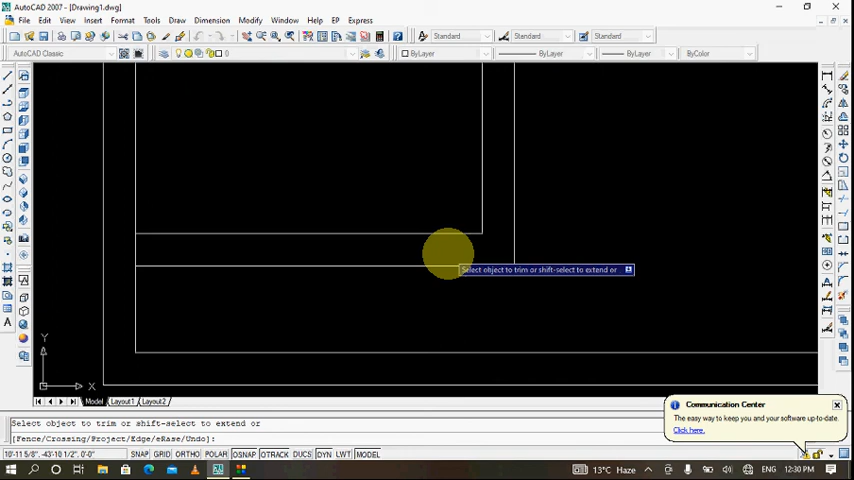 AutoCAD 2007 - [Drawing1.dwg]
File Edit View Insert Format Tools Draw Dimension Modify Window Help EP Express
Standard Standard Standard
AutoCAD Classic 0 ByLayer ByLayer ByLayer ByColor
Select object to trim or shift-select to extend or
Y
X
Model Layout1 Layout2
Communication Center
The easy way to keep you and your software up-to-date.
Click here.
Select object to trim or shift-select to extend or
[Fence/Crossing/Project/Edge/eRase/Undo]:
10'-11 5/8", -43'-10 1/2", 0'-0" SNAP GRID ORTHO POLAR OSNAP OTRACK DUCS DYN LWT MODEL
13°C Haze ENG 12:30 PM